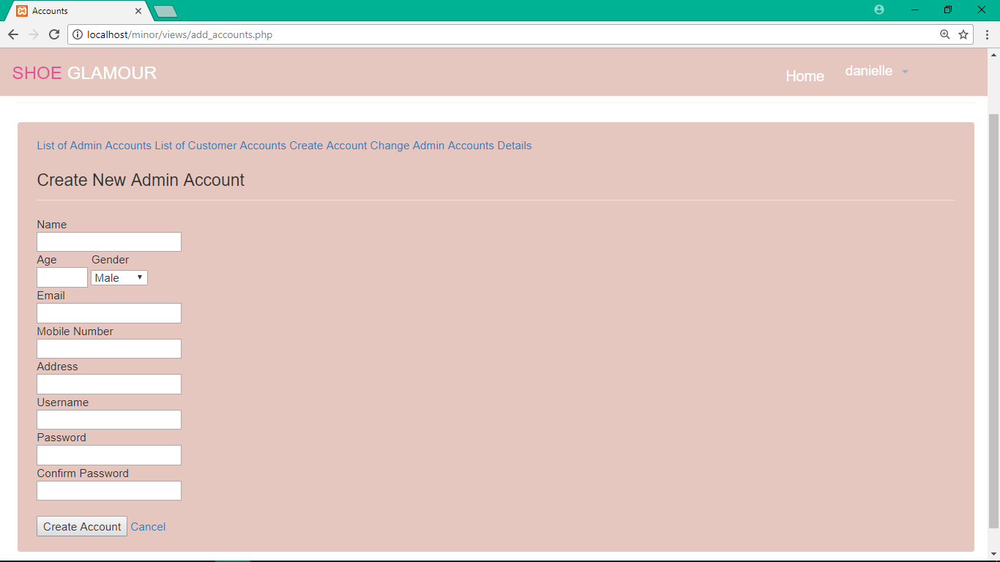 Accounts
localhost/minor/views/add_accounts.php
SHOE GLAMOUR
Home
danielle
List of Admin Accounts List of Customer Accounts Create Account Change Admin Accounts Details
Create New Admin Account
Name
Age Gender
Male
Email
Mobile Number
Address
Username
Password
Confirm Password
Create Account Cancel